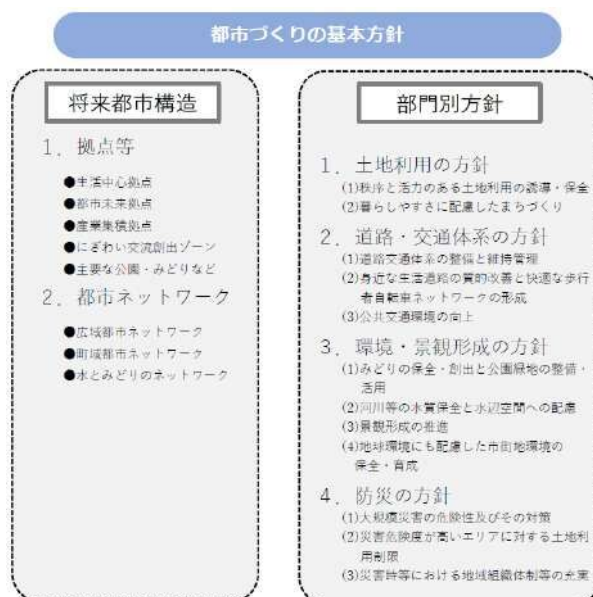 都市づくりの基本方針
将来都市構造
1．拠点等
●生活中心拠点
●都市未来拠点
●産業集積拠点
●にぎわい交流創出ゾーン
●主要な公園・みどりなど
2．都市ネットワーク
●広域都市ネットワーク
●町域都市ネットワーク
●水とみどりのネットワーク
部門別方針
1．土地利用の方針
(1)秩序と活力のある土地利用の誘導・保全
(2)暮らしやすさに配慮したまちづくり
2．道路・交通体系の方針
(1)道路交通体系の整備と維持管理
(2)身近な生活道路の質的改善と快適な歩行
者自転車ネットワークの形成
(3)公共交通環境の向上
3．環境・景観形成の方針
(1)みどりの保全・創出と公園緑地の整備・
活用
(2)河川等の水質保全と水辺空間への配慮
(3)景観形成の推進
(4)地球環境にも配慮した市街地環境の
保全・育成
4．防災の方針
(1)大規模災害の危険性及びその対策
(2)災害危険度が高いエリアに対する土地利
用制限
(3)災害時等における地域組織体制等の充実